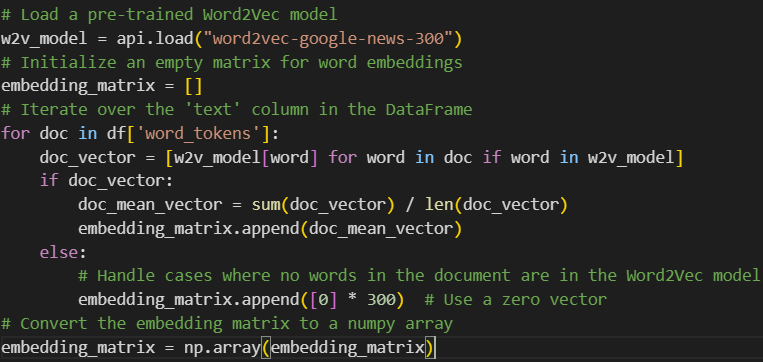 # Load a pre-trained Word2Vec model
w2v_model = api.load("word2vec-google-news-300")
# Initialize an empty matrix for word embeddings
embedding_matrix = []
# Iterate over the 'text' column in the DataFrame
for doc in df['word_tokens']:
    doc_vector = [w2v_model[word] for word in doc if word in w2v_model]
    if doc_vector:
        doc_mean_vector = sum(doc_vector) / len(doc_vector)
        embedding_matrix.append(doc_mean_vector)
    else:
        # Handle cases where no words in the document are in the Word2Vec model
        embedding_matrix.append([0] * 300)  # Use a zero vector
# Convert the embedding matrix to a numpy array
embedding_matrix = np.array(embedding_matrix)